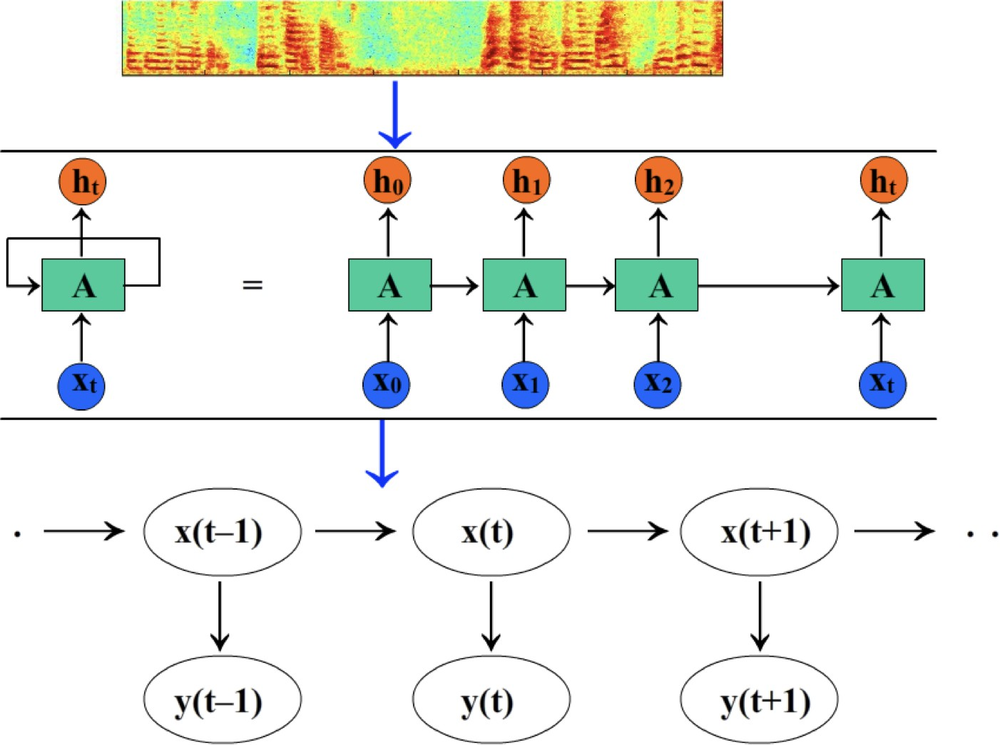 ht h0 h1 h2 ht
A = A A A A
xt x0 x1 x2 xt
. x(t–1) x(t) x(t+1) . .
y(t–1) y(t) y(t+1)